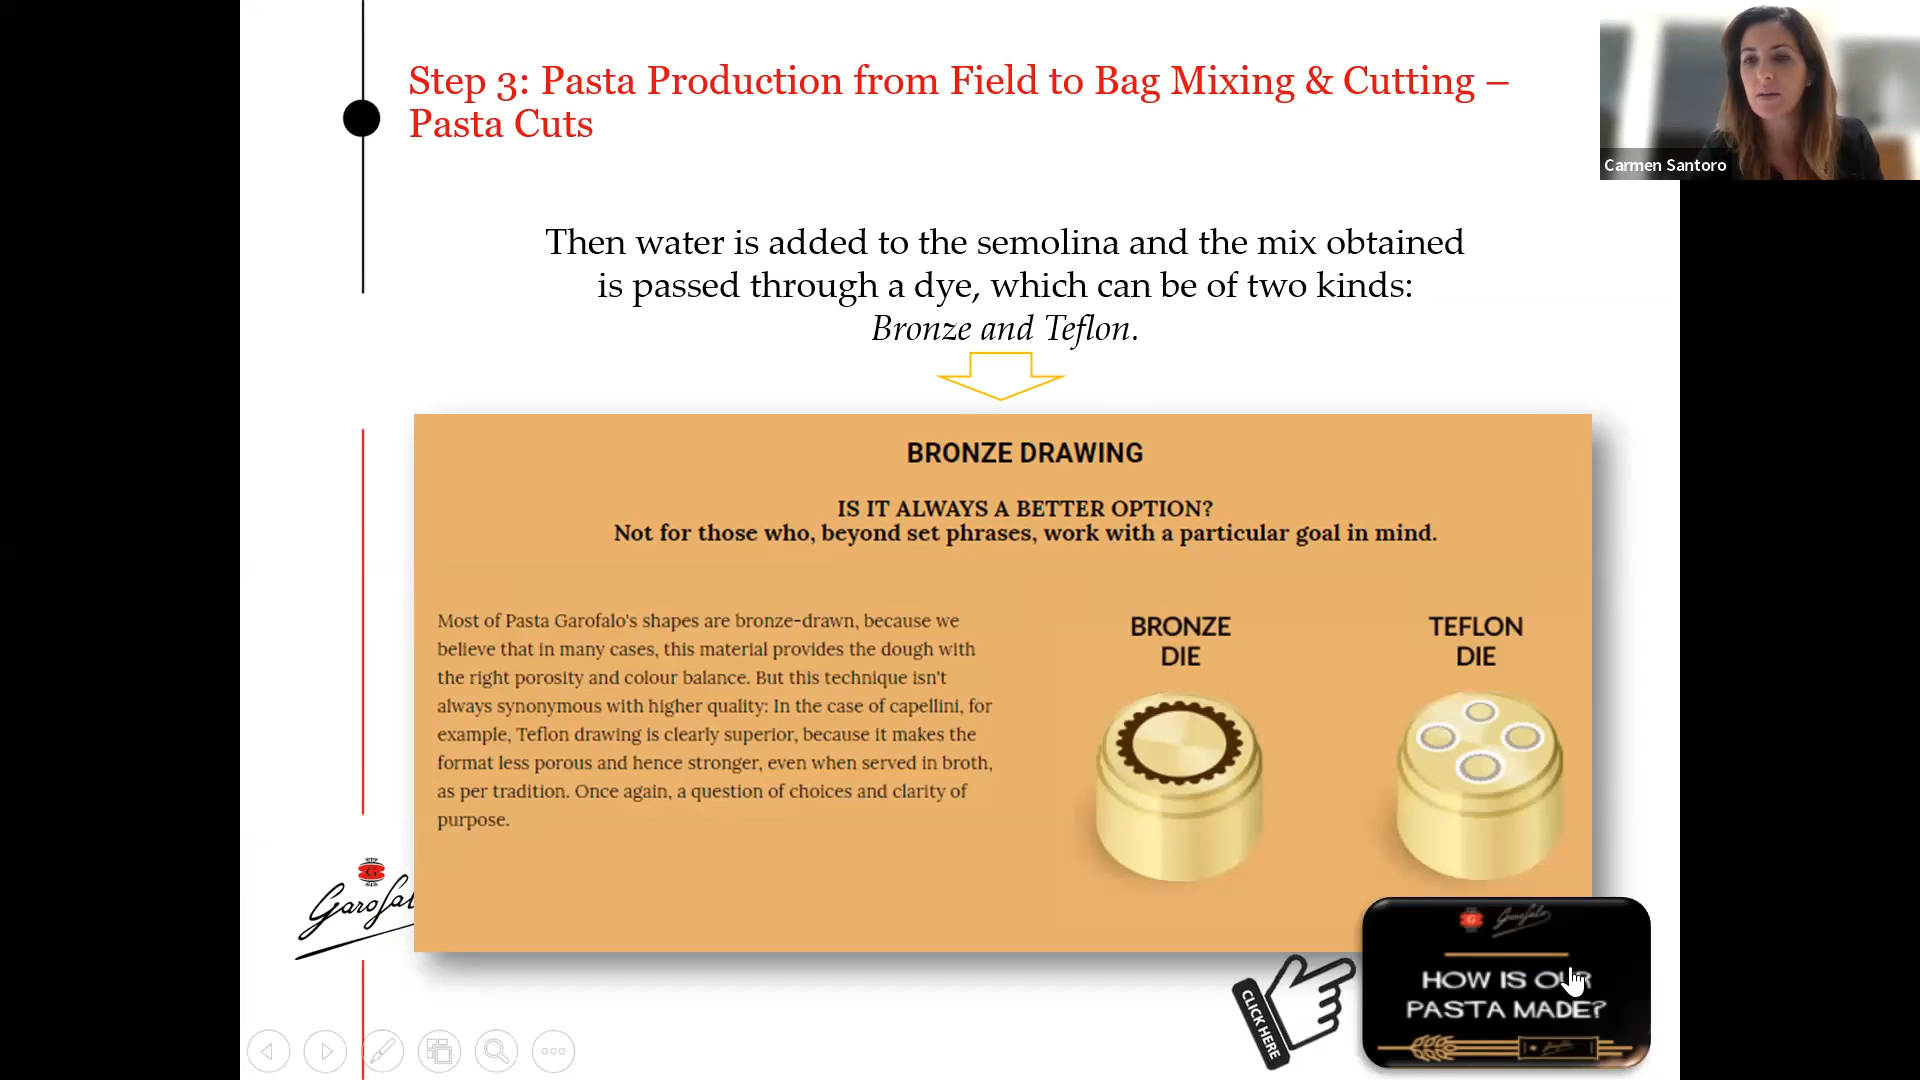 Step 3: Pasta Production from Field to Bag Mixing & Cutting –
Pasta Cuts
Carmen Santoro
Then water is added to the semolina and the mix obtained
is passed through a dye, which can be of two kinds:
Bronze and Teflon.
BRONZE DRAWING
IS IT ALWAYS A BETTER OPTION?
Not for those who, beyond set phrases, work with a particular goal in mind.
Most of Pasta Garofalo's shapes are bronze-drawn, because we
believe that in many cases, this material provides the dough with
the right porosity and colour balance. But this technique isn't
always synonymous with higher quality: In the case of capellini, for
example, Teflon drawing is clearly superior, because it makes the
format less porous and hence stronger, even when served in broth,
as per tradition. Once again, a question of choices and clarity of
purpose.
BRONZE
DIE
TEFLON
DIE
G
Garofal
CLICK HERE
G
Garofalo
HOW IS OUR
PASTA MADE?